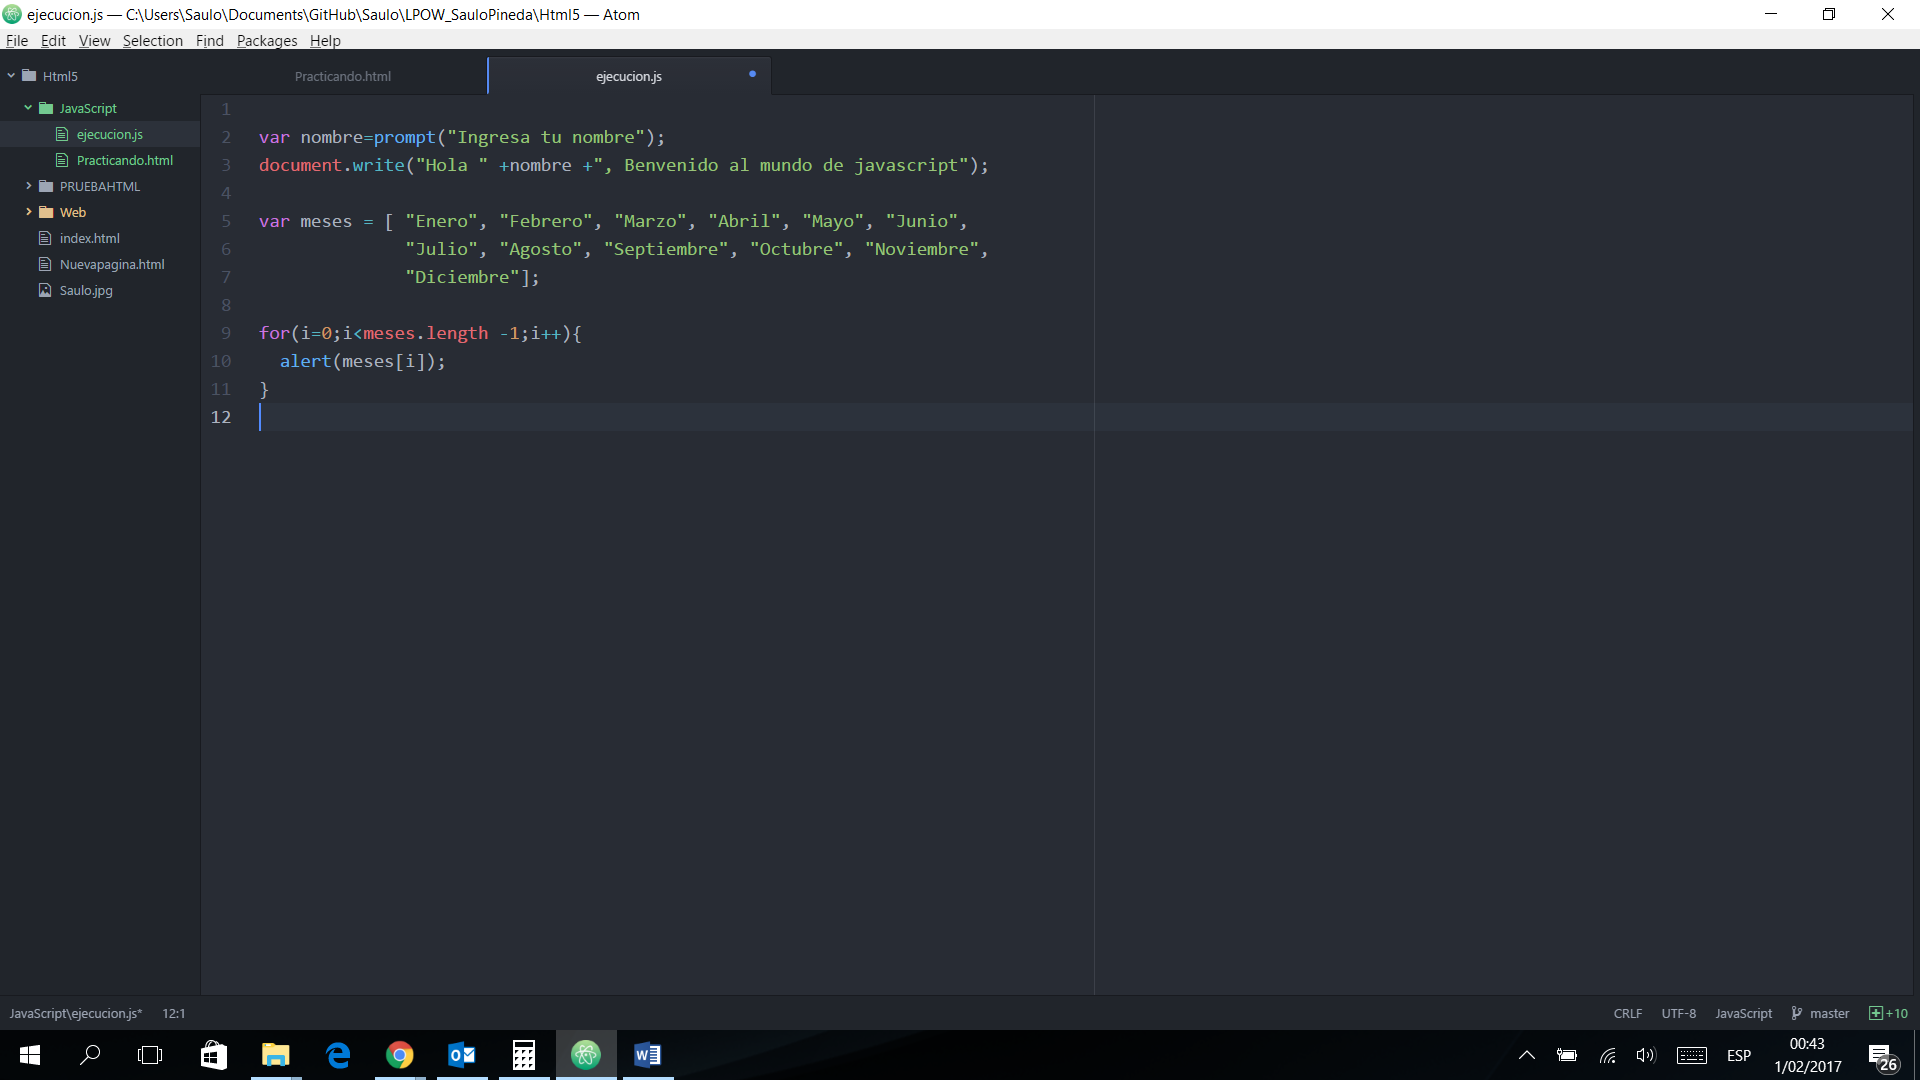 ejecucion.js — C:\Users\Saulo\Documents\GitHub\Saulo\LPOW_SauloPineda\Html5 — Atom
File Edit View Selection Find Packages Help
Html5
JavaScript
ejecucion.js
Practicando.html
PRUEBAHTML
Web
index.html
Nuevapagina.html
Saulo.jpg
Practicando.html ejecucion.js
1
2 var nombre=prompt("Ingresa tu nombre");
3 document.write("Hola " +nombre +", Benvenido al mundo de javascript");
4
5 var meses = [ "Enero", "Febrero", "Marzo", "Abril", "Mayo", "Junio",
6 "Julio", "Agosto", "Septiembre", "Octubre", "Noviembre",
7 "Diciembre"];
8
9 for(i=0;i<meses.length -1;i++){
10 alert(meses[i]);
11 }
12
JavaScript\ejecucion.js* 12:1 CRLF UTF-8 JavaScript master +10
ESP 00:43
1/02/2017
26